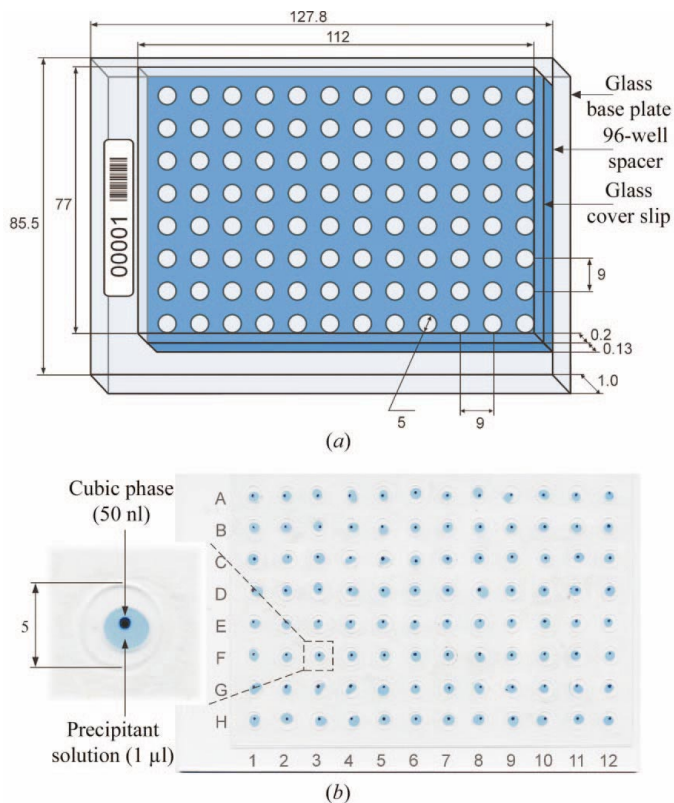 127.8
112
Glass
base plate
96-well
spacer
Glass
cover slip
85.5
77
00001
9
0.2
0.13
1.0
5
9
(a)
Cubic phase
(50 nl)
5
Precipitant
solution (1 µl)
A
B
C
D
E
F
G
H
1 2 3 4 5 6 7 8 9 10 11 12
(b)